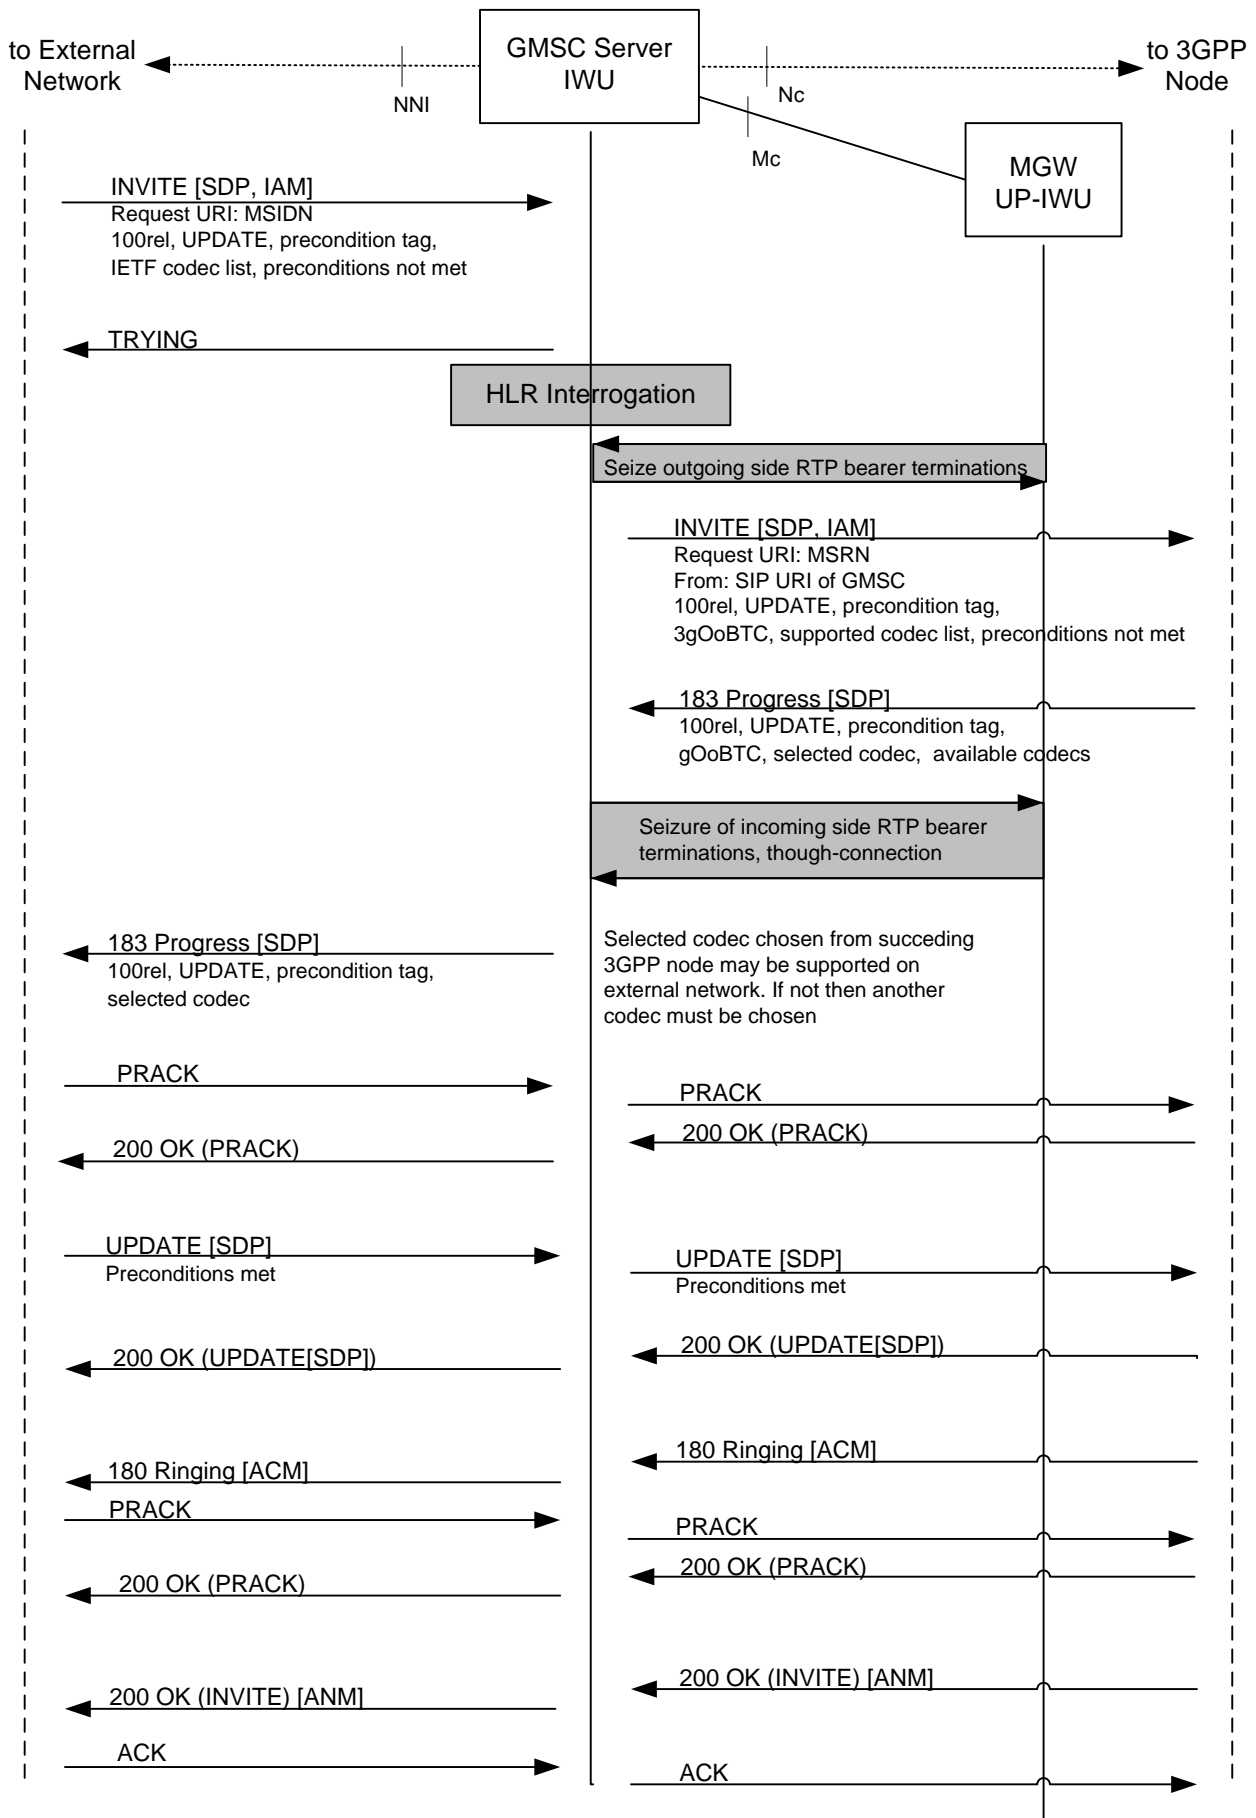 to External
Network
GMSC Server
IWU
to 3GPP
Node
NNI
Nc
Mc
MGW
UP-IWU
INVITE [SDP, IAM]
Request URI: MSIDN
100rel, UPDATE, precondition tag,
IETF codec list, preconditions not met
TRYING
HLR Interrogation
Seize outgoing side RTP bearer terminations
INVITE [SDP, IAM]
Request URI: MSRN
From: SIP URI of GMSC
100rel, UPDATE, precondition tag,
3gOoBTC, supported codec list, preconditions not met
183 Progress [SDP]
100rel, UPDATE, precondition tag,
gOoBTC, selected codec, available codecs
Seizure of incoming side RTP bearer
terminations, though-connection
183 Progress [SDP]
100rel, UPDATE, precondition tag,
selected codec
Selected codec chosen from succeding
3GPP node may be supported on
external network. If not then another
codec must be chosen
PRACK
PRACK
200 OK (PRACK)
200 OK (PRACK)
UPDATE [SDP]
Preconditions met
UPDATE [SDP]
Preconditions met
200 OK (UPDATE[SDP])
200 OK (UPDATE[SDP])
180 Ringing [ACM]
180 Ringing [ACM]
PRACK
PRACK
200 OK (PRACK)
200 OK (PRACK)
200 OK (INVITE) [ANM]
200 OK (INVITE) [ANM]
ACK
ACK